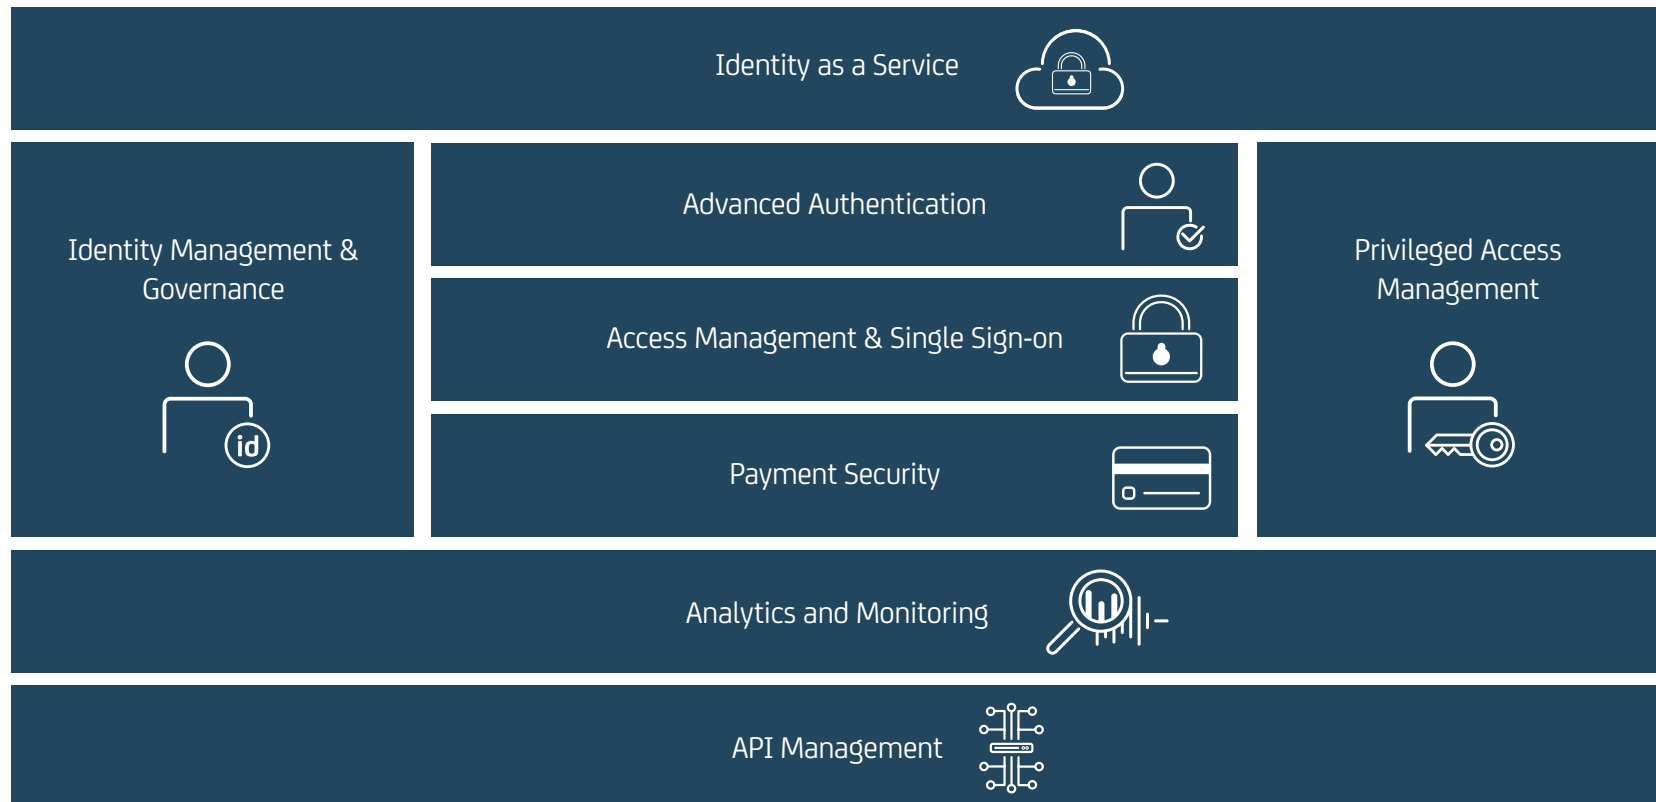 Identity as a Service
Identity Management &
Governance
id
Advanced Authentication
Access Management & Single Sign-on
Payment Security
Privileged Access
Management
Analytics and Monitoring
API Management